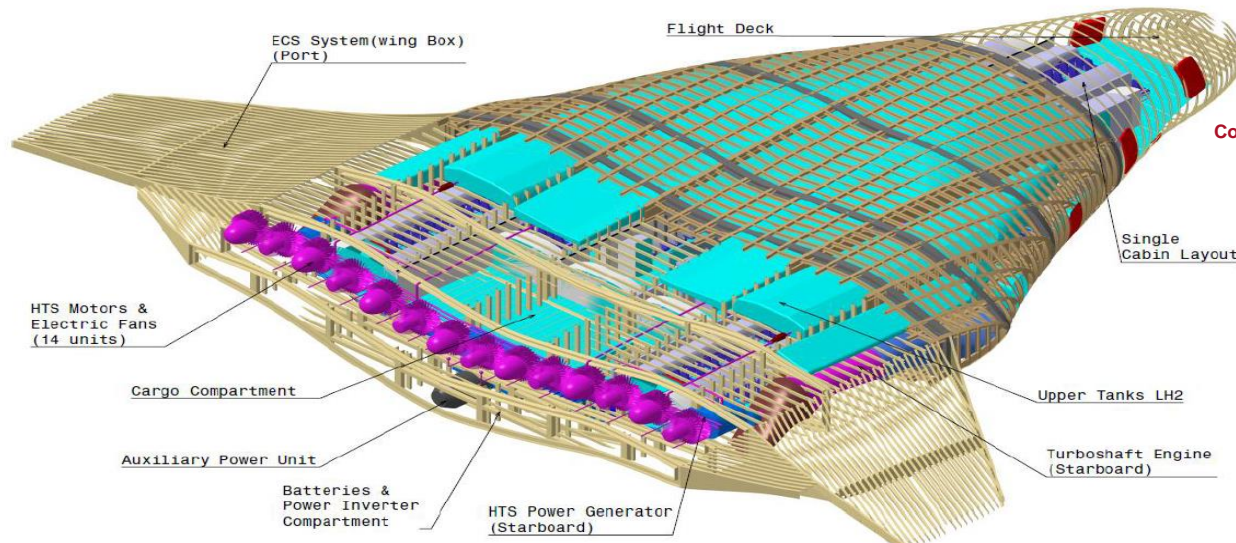 ECS System(wing Box)
(Port)
Flight Deck
Co
Single
Cabin Layout
HTS Motors &
Electric Fans
(14 units)
Cargo Compartment
Upper Tanks LH2
Auxiliary Power Unit
Turboshaft Engine
(Starboard)
Batteries &
Power Inverter
Compartment
HTS Power Generator
(Starboard)